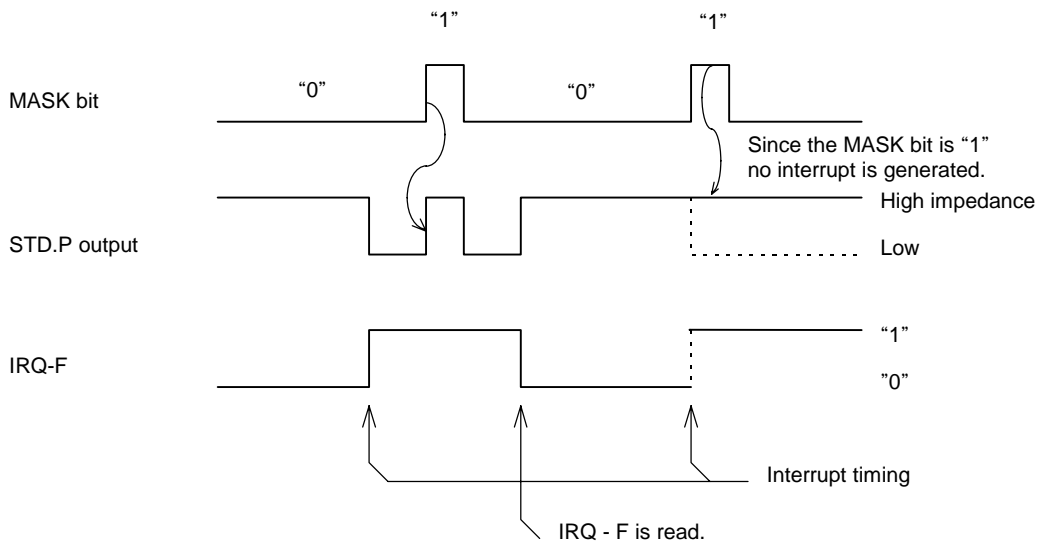 “1” “1”
“0” “0”
MASK bit
Since the MASK bit is “1”
no interrupt is generated.
High impedance
STD.P output
Low
“1”
IRQ-F
”0”
Interrupt timing
IRQ - F is read.